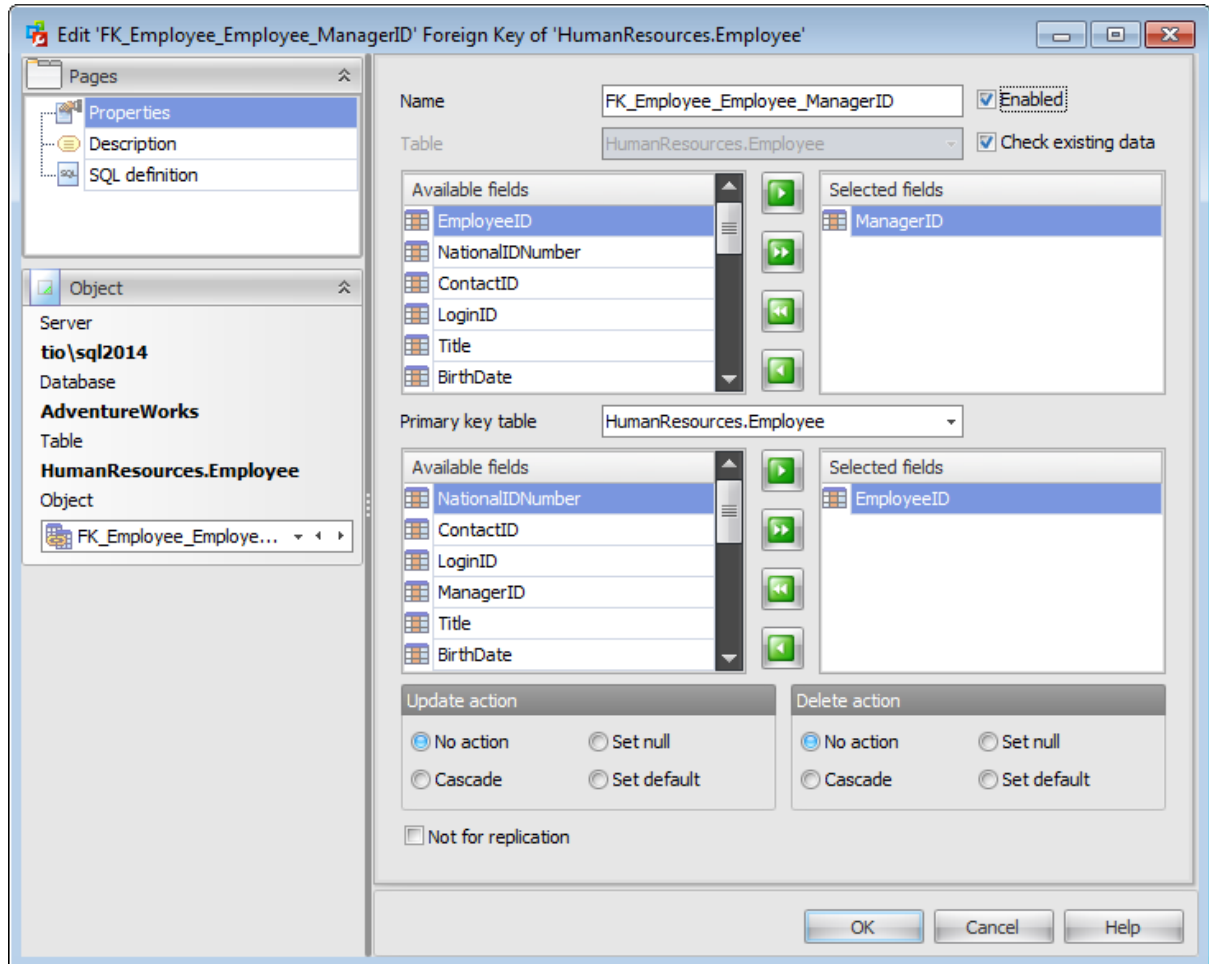 Edit 'FK_Employee_Employee_ManagerID' Foreign Key of 'HumanResources.Employee'
Pages
Properties
Description
SQL
SQL definition
Object
Server
tio\sql2014
Database
AdventureWorks
Table
HumanResources.Employee
Object
FK_Employee_Employe...
Name
FK_Employee_Employee_ManagerID
Enabled
Table
HumanResources.Employee
Check existing data
Available fields
EmployeeID
NationalIDNumber
ContactID
LoginID
Title
BirthDate
Selected fields
ManagerID
Primary key table
HumanResources.Employee
Available fields
NationalIDNumber
ContactID
LoginID
ManagerID
Title
BirthDate
Selected fields
EmployeeID
Update action
No action
Set null
Cascade
Set default
Delete action
No action
Set null
Cascade
Set default
Not for replication
OK
Cancel
Help